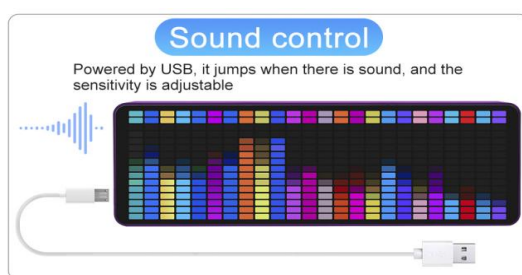 Sound control
Powered by USB, it jumps when there is sound, and the
sensitivity is adjustable